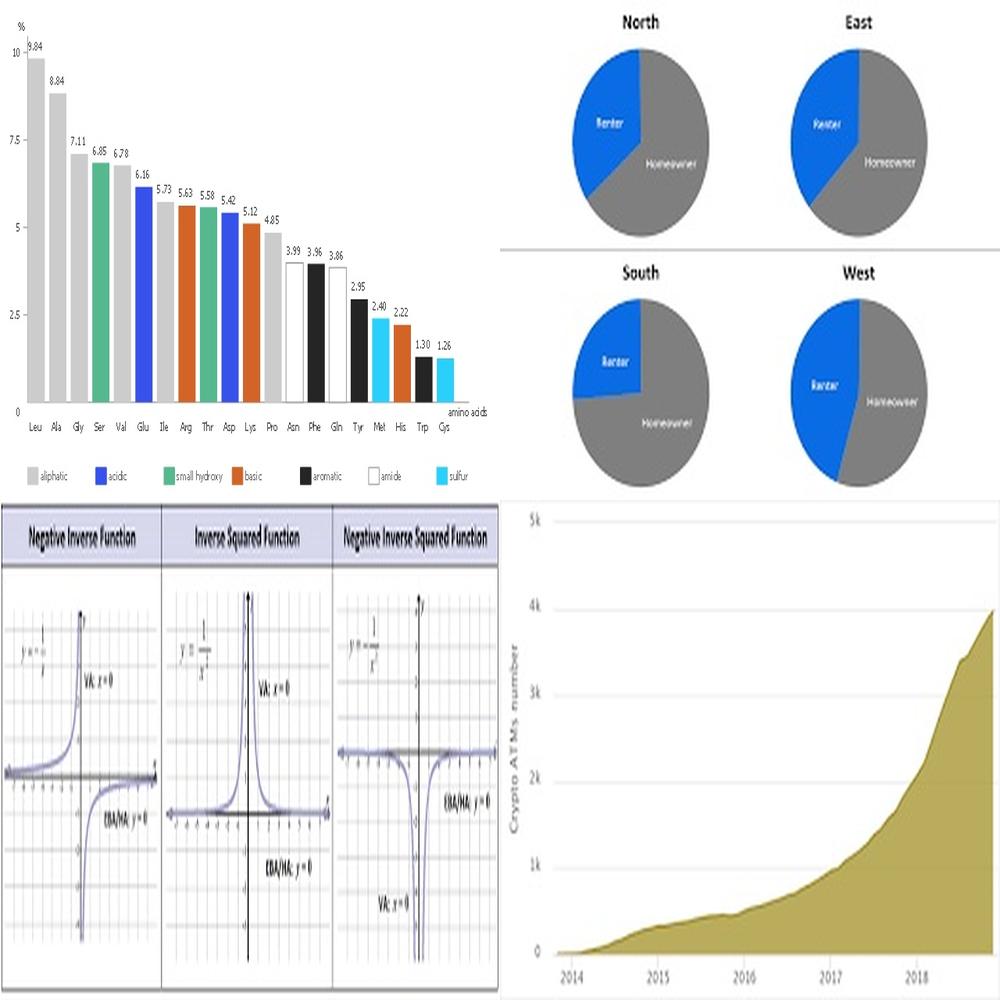 %
10
7.5
5
2.5
0
9.84
8.84
7.11
6.85
6.78
6.16
5.73
5.63
5.58
5.42
5.12
4.85
3.99
3.96
3.86
2.95
2.40
2.22
1.30
1.26
amino acids
Leu Ala Gly Ser Val Glu Ile Arg Thr Asp Lys Pro Asn Phe Gln Tyr Met His Trp Cys
aliphatic acidic small hydroxy basic aromatic amide sulfur
North East
Renter Homeowner Renter Homeowner
South West
Renter Homeowner Renter Homeowner
Negative Inverse Function Inverse Squared Function Negative Inverse Squared Function
VA: x = 0
EBA/HA: y = 0
VA: x = 0
EBA/HA: y = 0
EBA/HA: y = 0
VA: x = 0
Crypto ATMs number
5k
4k
3k
2k
1k
0
2014 2015 2016 2017 2018